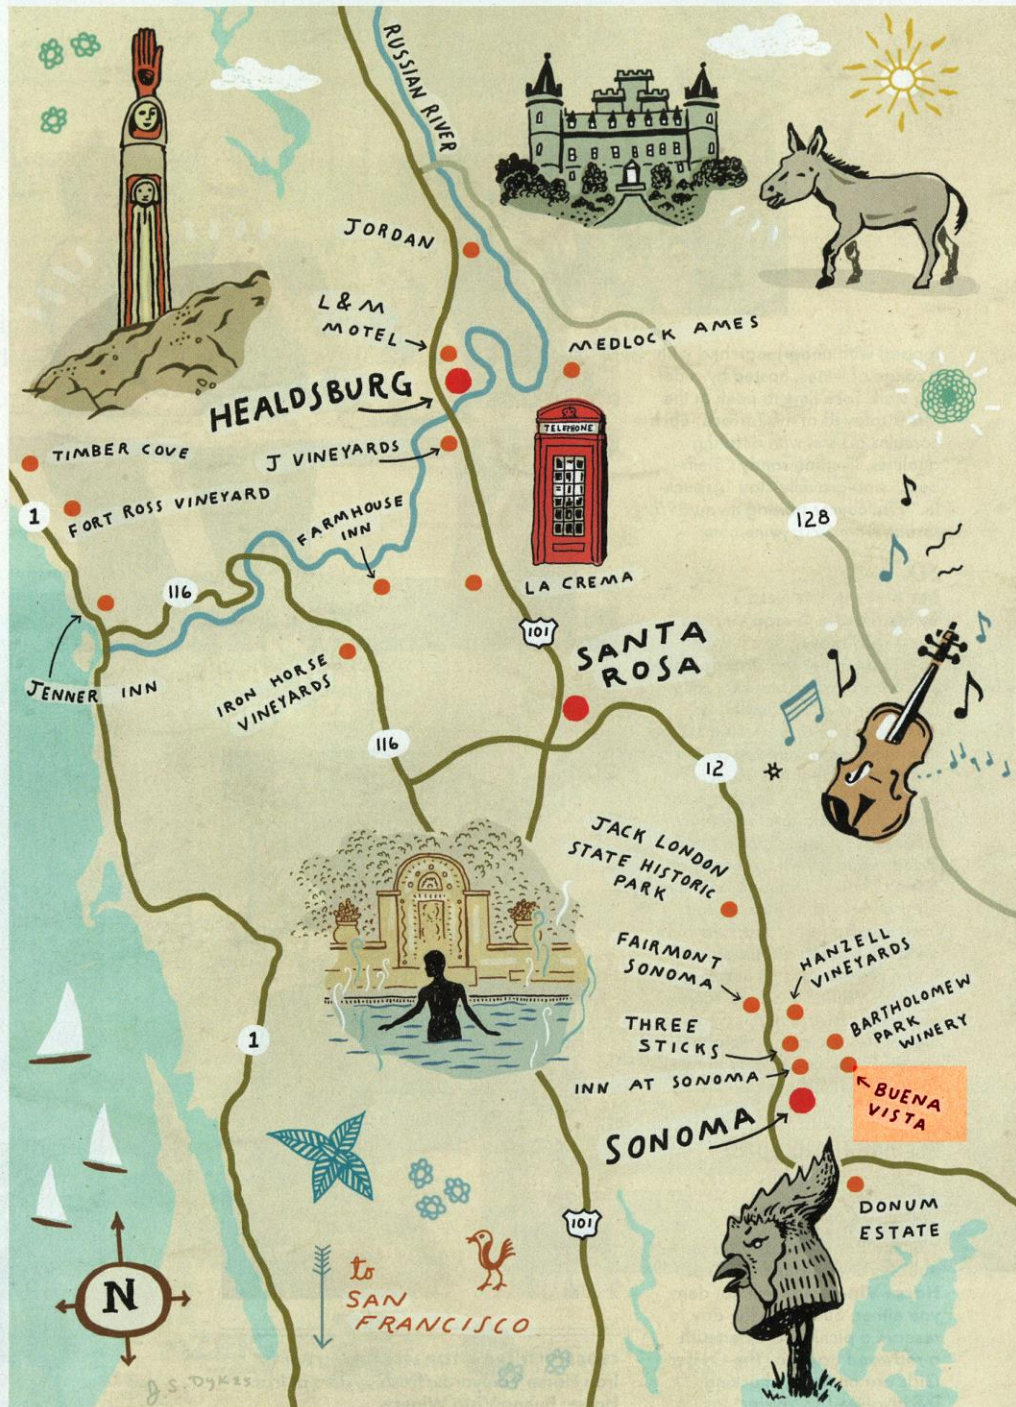 RUSSIAN RIVER
JORDAN
L & M
MOTEL
MEDLOCK AMES
HEALDSBURG
TELEPHONE
TIMBER COVE
J VINEYARDS
1
FORT ROSS VINEYARD
FARMHOUSE
INN
128
LA CREMA
116
101
SANTA
ROSA
JENNER INN
IRON HORSE
VINEYARDS
116
12
JACK LONDON
STATE HISTORIC
PARK
FAIRMONT
SONOMA
HANZELL
VINEYARDS
THREE
STICKS
BARTHOLOMEW
PARK
WINERY
1
INN AT SONOMA
BUENA
VISTA
SONOMA
DONUM
ESTATE
101
N
to
SAN
FRANCISCO
J.S. DYKES